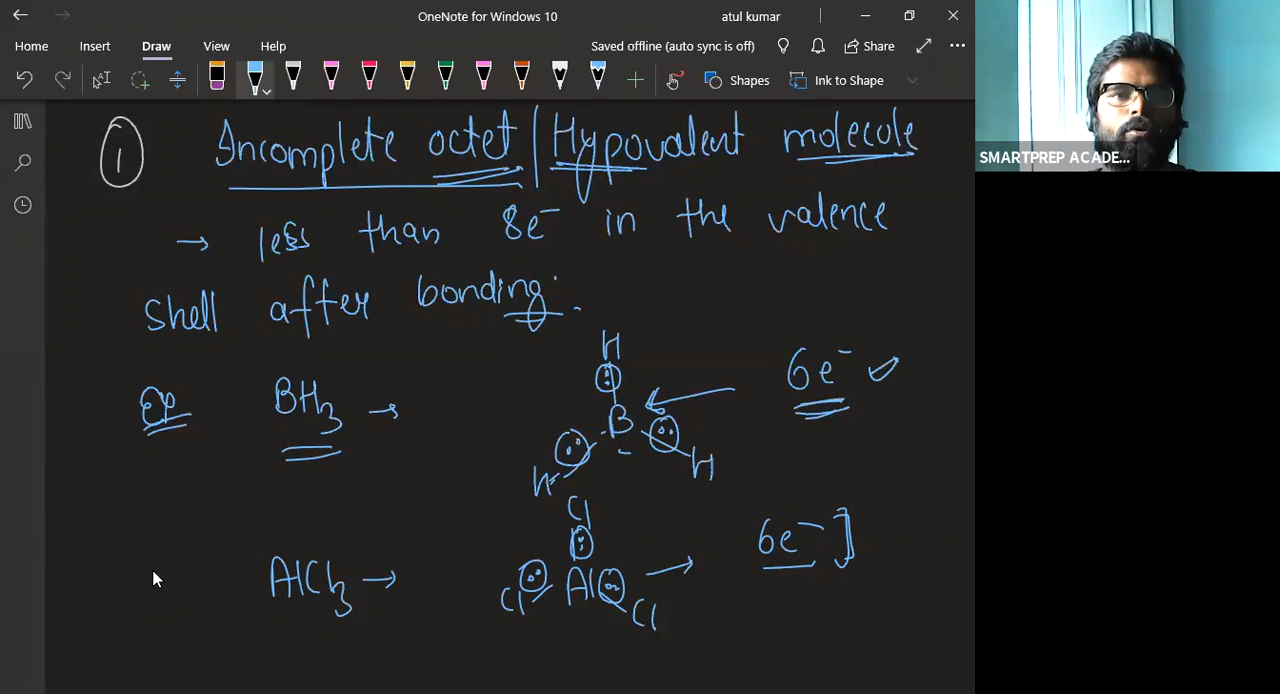 OneNote for Windows 10
atul kumar
Home Insert Draw View Help
Saved offline (auto sync is off)
Share
Shapes
Ink to Shape
SMARTPREP ACADE...
1 Incomplete octet | Hypovalent molecule
→ less than 8e⁻ in the valence
shell after bonding.
H
Ex BH₃ → B 6e⁻ ✓
H H
Cl
AlCl₃ → Cl Al Cl → 6e⁻ ]